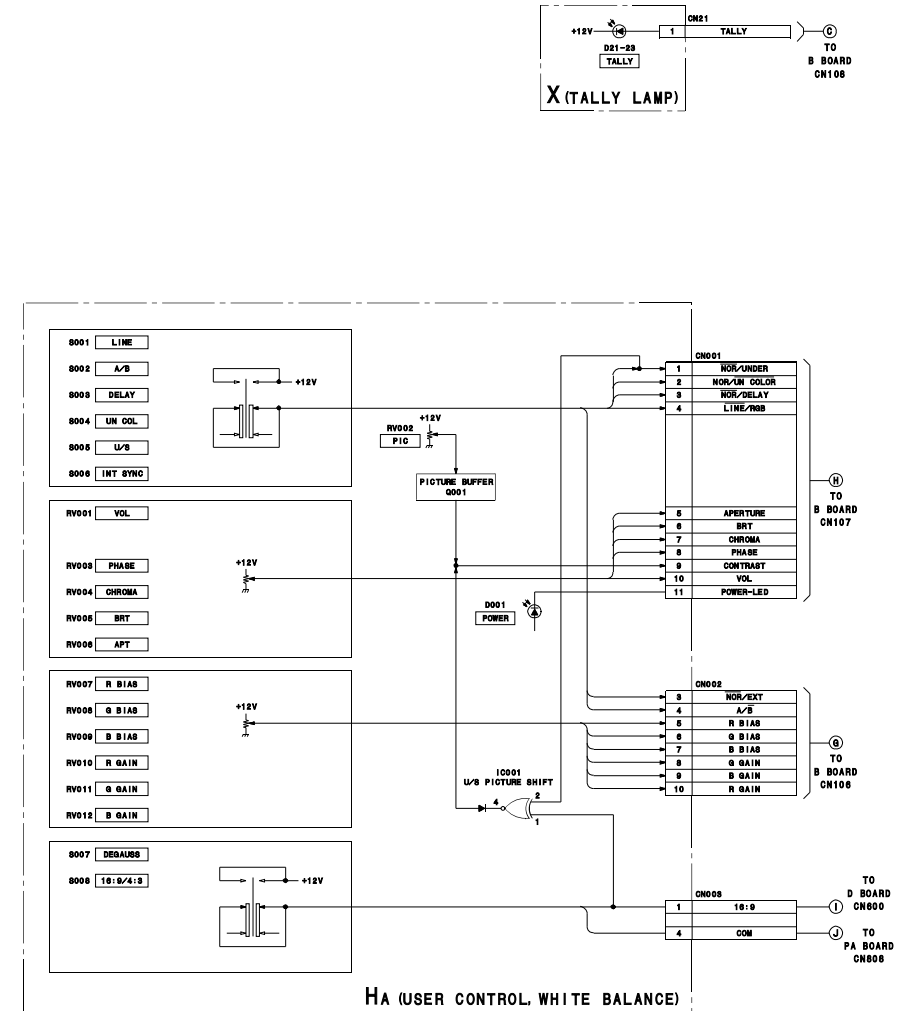 CN21
+12V
1 TALLY
C
D21-23
TALLY
TO
B BOARD
CN108
X (TALLY LAMP)
S001 LINE
S002 A/B
S003 DELAY
S004 UN COL
S005 U/S
S006 INT SYNC
+12V
+12V
RV002
PIC
PICTURE BUFFER
Q001
CN001
1 NOR/UNDER
2 NOR/UN COLOR
3 NOR/DELAY
4 LINE/RGB
5 APERTURE
6 BRT
7 CHROMA
8 PHASE
9 CONTRAST
10 VOL
11 POWER-LED
H
TO
B BOARD
CN107
RV001 VOL
RV003 PHASE
RV004 CHROMA
RV005 BRT
RV006 APT
+12V
D001
POWER
RV007 R BIAS
RV008 G BIAS
RV009 B BIAS
RV010 R GAIN
RV011 G GAIN
RV012 B GAIN
+12V
CN002
3 NOR/EXT
4 A/B
5 R BIAS
6 G BIAS
7 B BIAS
8 G GAIN
9 B GAIN
10 R GAIN
G
TO
B BOARD
CN106
IC001
U/S PICTURE SHIFT
4
2
1
S007 DEGAUSS
S008 16:9/4:3
+12V
CN003
1 16:9
4 COM
I
TO
D BOARD
CN600
J
TO
PA BOARD
CN808
HA (USER CONTROL, WHITE BALANCE)